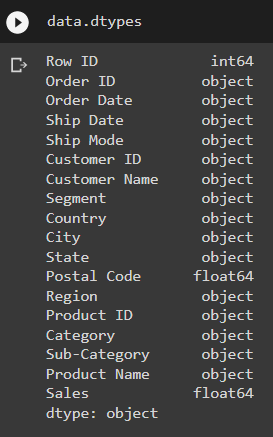 data.dtypes
Row ID int64
Order ID object
Order Date object
Ship Date object
Ship Mode object
Customer ID object
Customer Name object
Segment object
Country object
City object
State object
Postal Code float64
Region object
Product ID object
Category object
Sub-Category object
Product Name object
Sales float64
dtype: object